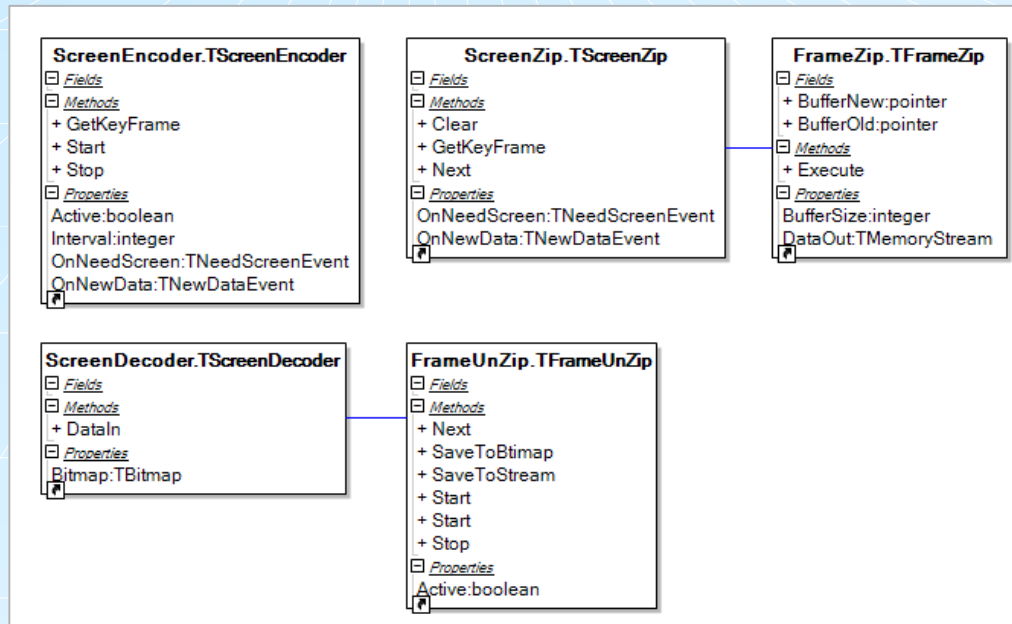 ScreenEncoder.TScreenEncoder
Fields
Methods
+ GetKeyFrame
+ Start
+ Stop
Properties
Active:boolean
Interval:integer
OnNeedScreen:TNeedScreenEvent
OnNewData:TNewDataEvent
ScreenZip.TScreenZip
Fields
Methods
+ Clear
+ GetKeyFrame
+ Next
Properties
OnNeedScreen:TNeedScreenEvent
OnNewData:TNewDataEvent
FrameZip.TFrameZip
Fields
+ BufferNew:pointer
+ BufferOld:pointer
Methods
+ Execute
Properties
BufferSize:integer
DataOut:TMemoryStream
ScreenDecoder.TScreenDecoder
Fields
Methods
+ DataIn
Properties
Bitmap:TBitmap
FrameUnZip.TFrameUnZip
Fields
Methods
+ Next
+ SaveToBtimap
+ SaveToStream
+ Start
+ Start
+ Stop
Properties
Active:boolean